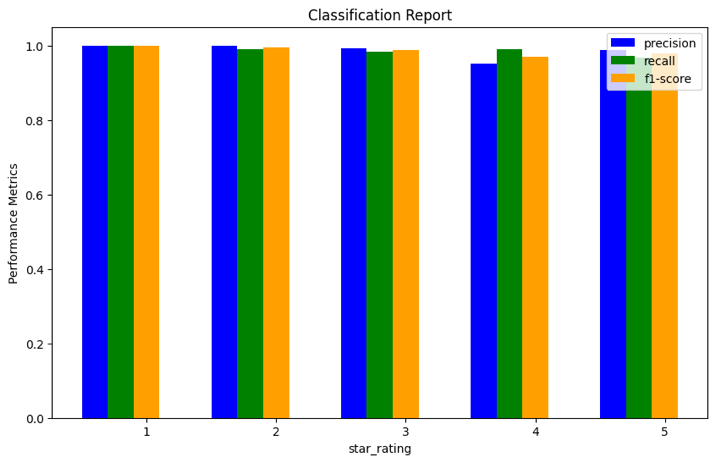 Classification Report
precision
recall
f1-score
Performance Metrics
1.0
0.8
0.6
0.4
0.2
0.0
1 2 3 4 5
star_rating